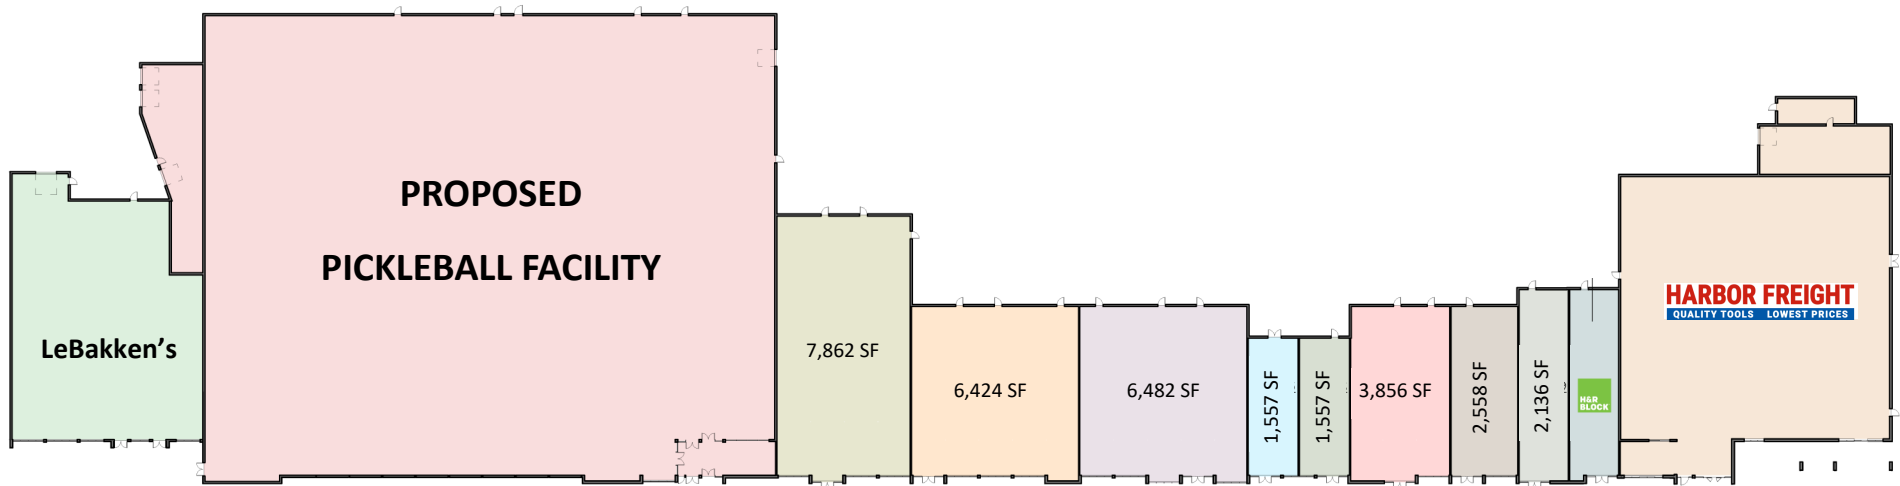 PROPOSED
PICKLEBALL FACILITY
LeBakken's
7,862 SF
6,424 SF
6,482 SF
1,557 SF
1,557 SF
3,856 SF
2,558 SF
2,136 SF
H&R
BLOCK
HARBOR FREIGHT
QUALITY TOOLS LOWEST PRICES